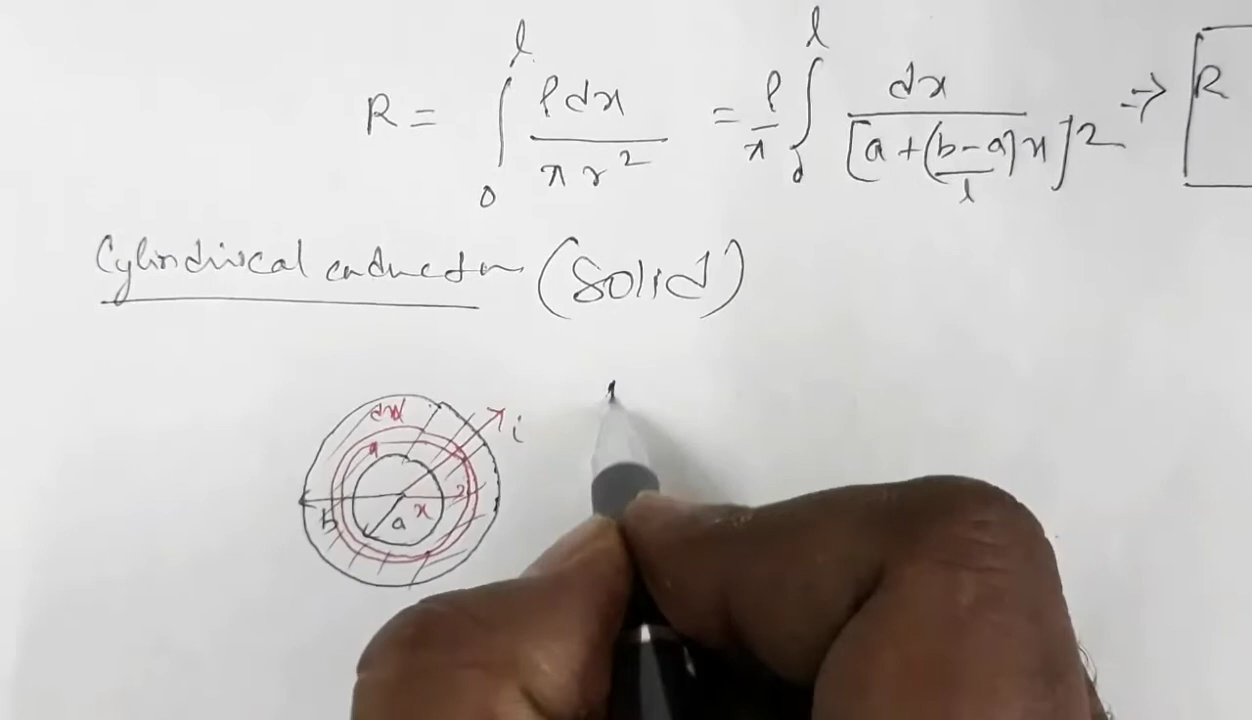 R = ∫₀^l ρdx / πr² = ρ/π ∫₀^l dx / [a + (b-a)/l x]² ⇒ R
Cylindrical conductor (Solid)
dx
i
b
a
x